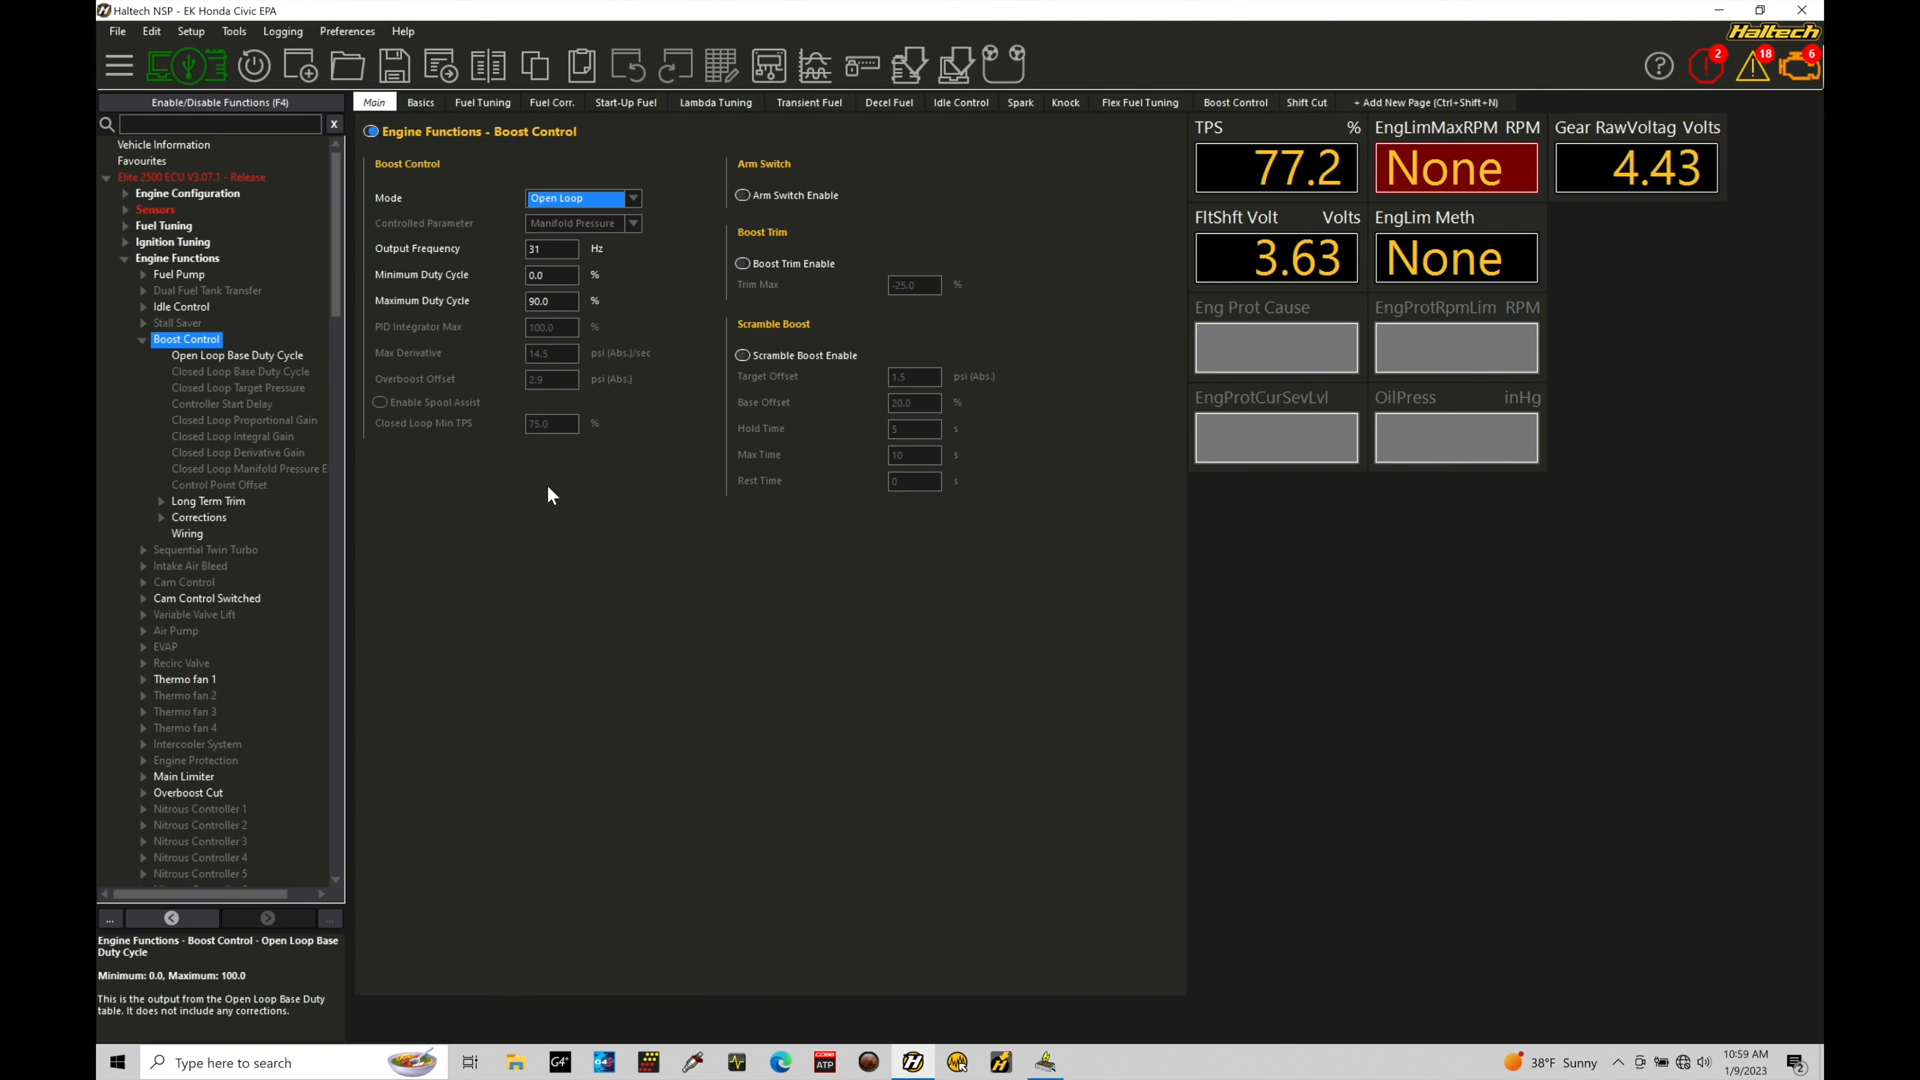 Haltech NSP - EK Honda Civic EPA
File Edit Setup Tools Logging Preferences Help
Haltech
2 18 6
Enable/Disable Functions (F4)
Main Basics Fuel Tuning Fuel Corr. Start-Up Fuel Lambda Tuning Transient Fuel Decel Fuel Idle Control Spark Knock Flex Fuel Tuning Boost Control Shift Cut + Add New Page (Ctrl+Shift+N)
x
Vehicle Information
Favourites
Elite 2500 ECU V3.07.1 - Release
Engine Configuration
Sensors
Fuel Tuning
Ignition Tuning
Engine Functions
Fuel Pump
Dual Fuel Tank Transfer
Idle Control
Stall Saver
Boost Control
Open Loop Base Duty Cycle
Closed Loop Base Duty Cycle
Closed Loop Target Pressure
Controller Start Delay
Closed Loop Proportional Gain
Closed Loop Integral Gain
Closed Loop Derivative Gain
Closed Loop Manifold Pressure E
Control Point Offset
Long Term Trim
Corrections
Wiring
Sequential Twin Turbo
Intake Air Bleed
Cam Control
Cam Control Switched
Variable Valve Lift
Air Pump
EVAP
Recirc Valve
Thermo fan 1
Thermo fan 2
Thermo fan 3
Thermo fan 4
Intercooler System
Engine Protection
Main Limiter
Overboost Cut
Nitrous Controller 1
Nitrous Controller 2
Nitrous Controller 3
Nitrous Controller 4
Nitrous Controller 5
... ...
Engine Functions - Boost Control - Open Loop Base
Duty Cycle
Minimum: 0.0, Maximum: 100.0
This is the output from the Open Loop Base Duty
table. It does not include any corrections.
Engine Functions - Boost Control
Boost Control
Mode Open Loop
Controlled Parameter Manifold Pressure
Output Frequency 31 Hz
Minimum Duty Cycle 0.0 %
Maximum Duty Cycle 90.0 %
PID Integrator Max 100.0 %
Max Derivative 14.5 psi (Abs.)/sec
Overboost Offset 2.9 psi (Abs.)
Enable Spool Assist
Closed Loop Min TPS 75.0 %
Arm Switch
Arm Switch Enable
Boost Trim
Boost Trim Enable
Trim Max -25.0 %
Scramble Boost
Scramble Boost Enable
Target Offset 1.5 psi (Abs.)
Base Offset 20.0 %
Hold Time 5 s
Max Time 10 s
Rest Time 0 s
TPS % EngLimMaxRPM RPM Gear RawVoltag Volts
77.2 None 4.43
FltShft Volt Volts EngLim Meth
3.63 None
Eng Prot Cause EngProtRpmLim RPM
EngProtCurSevLvl OilPress inHg
Type here to search
G4+
COBB ATP
38°F Sunny
10:59 AM
1/9/2023
2